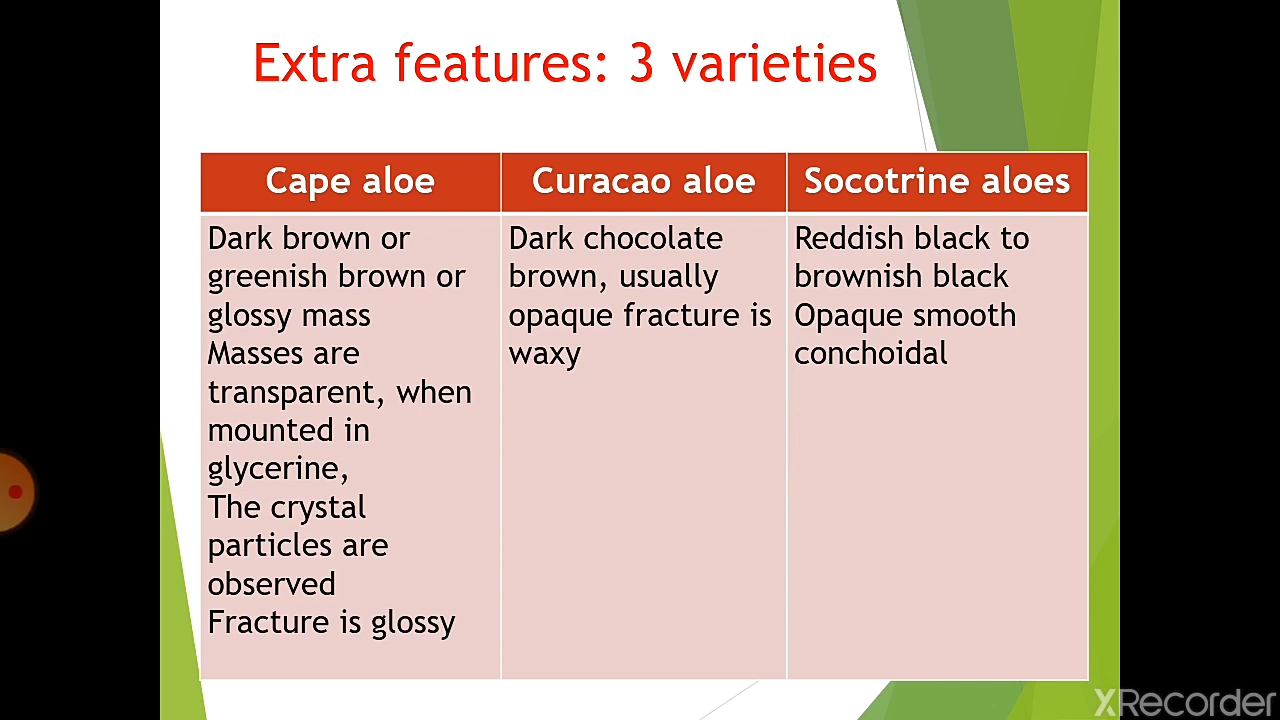 Extra features: 3 varieties
Cape aloe
Curacao aloe
Socotrine aloes
Dark brown or
greenish brown or
glossy mass
Masses are
transparent, when
mounted in
glycerine,
The crystal
particles are
observed
Fracture is glossy
Dark chocolate
brown, usually
opaque fracture is
waxy
Reddish black to
brownish black
Opaque smooth
conchoidal
XRecorder